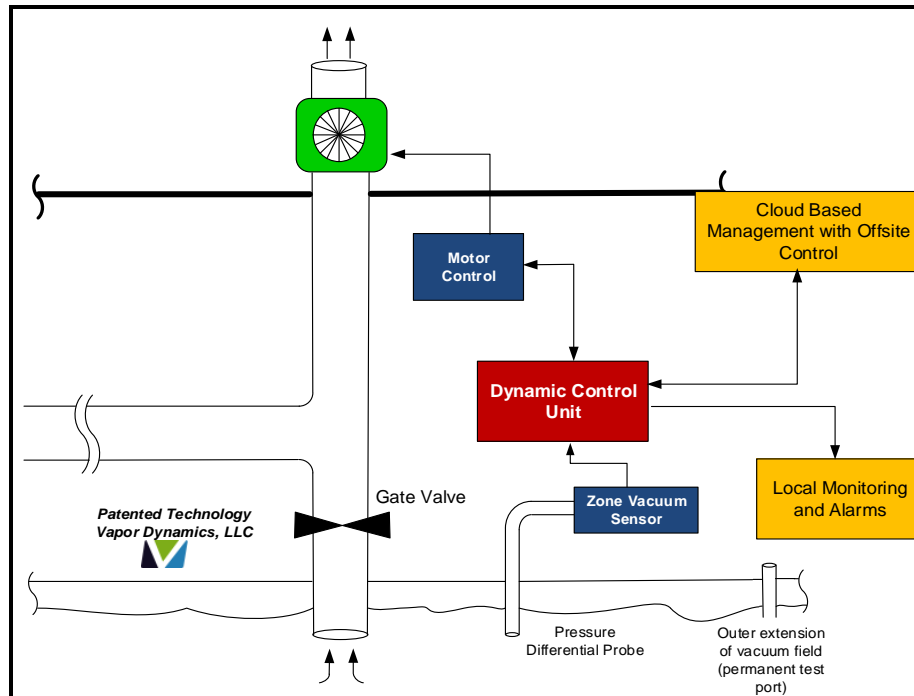 Cloud Based
Management with Offsite
Control
Motor
Control
Dynamic Control
Unit
Gate Valve
Zone Vacuum
Sensor
Local Monitoring
and Alarms
Patented Technology
Vapor Dynamics, LLC
Pressure
Differential Probe
Outer extension
of vacuum field
(permanent test
port)